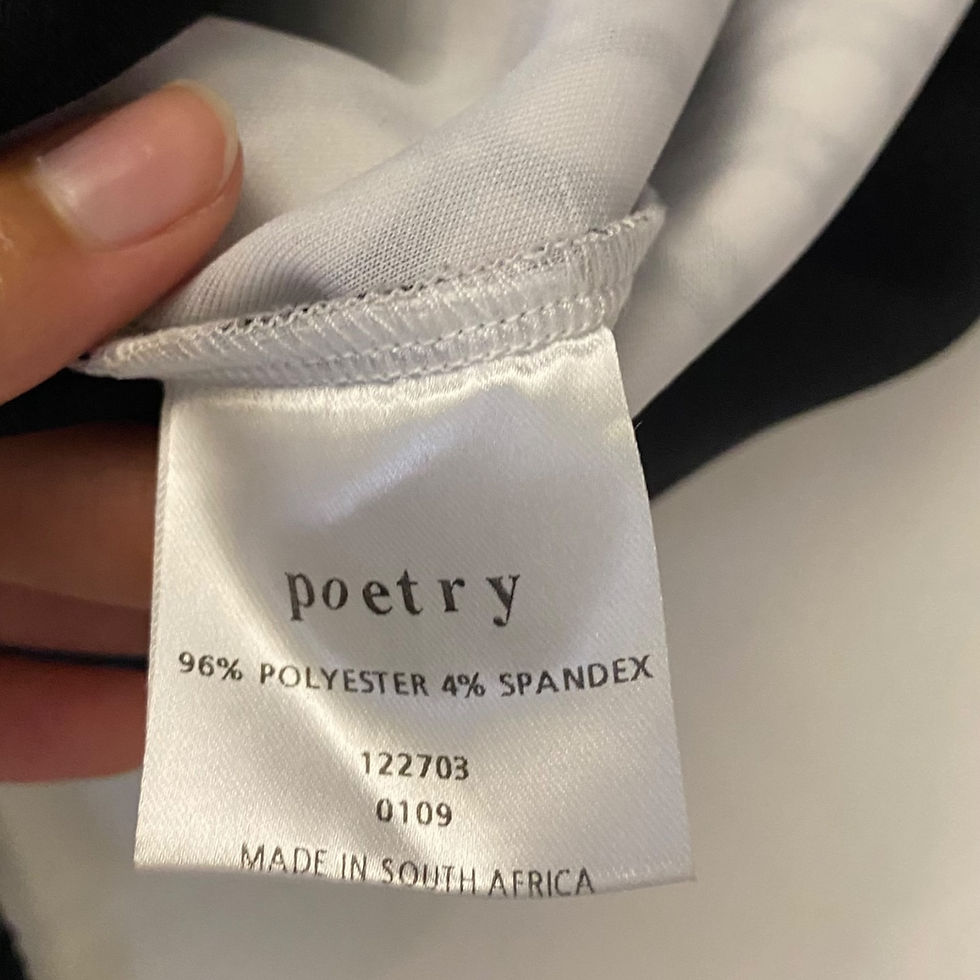 poetry
96% POLYESTER 4% SPANDEX
122703
0109
MADE IN SOUTH AFRICA